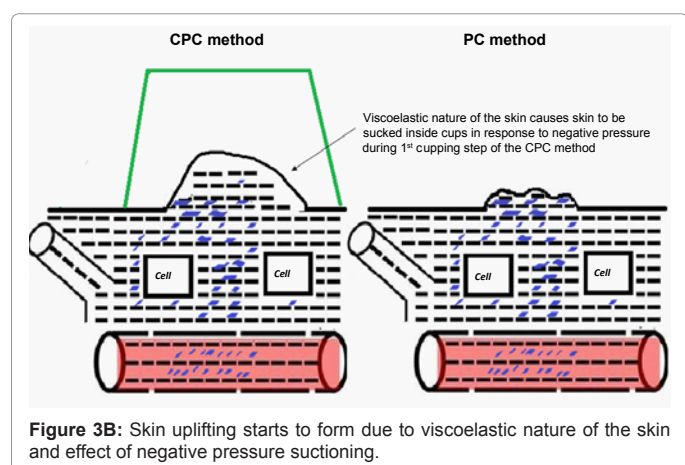 CPC method
PC method
Viscoelastic nature of the skin causes skin to be
sucked inside cups in response to negative pressure
during 1st cupping step of the CPC method
Cell
Cell
Cell
Cell
Figure 3B: Skin uplifting starts to form due to viscoelastic nature of the skin
and effect of negative pressure suctioning.